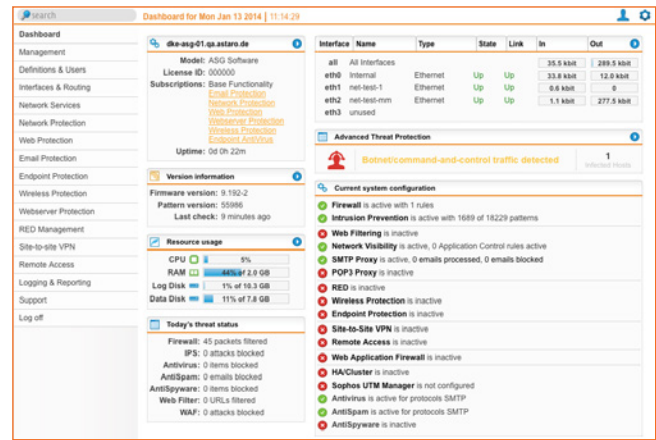 search
Dashboard for Mon Jan 13 2014 | 11:14:29
Dashboard
Management
Definitions & Users
Interfaces & Routing
Network Services
Network Protection
Web Protection
Email Protection
Endpoint Protection
Wireless Protection
Webserver Protection
RED Management
Site-to-site VPN
Remote Access
Logging & Reporting
Support
Log off
dke-asg-01.qa.astaro.de
Model: ASG Software
License ID: 000000
Subscriptions: Base Functionality
Email Protection
Network Protection
Web Protection
Webserver Protection
Wireless Protection
Endpoint AntiVirus
Uptime: 0d 0h 22m
Version information
Firmware version: 9.192-2
Pattern version: 55986
Last check: 9 minutes ago
Resource usage
CPU 5%
RAM 44% of 2.0 GB
Log Disk 1% of 10.3 GB
Data Disk 11% of 7.8 GB
Today's threat status
Firewall: 45 packets filtered
IPS: 0 attacks blocked
Antivirus: 0 items blocked
AntiSpam: 0 emails blocked
AntiSpyware: 0 items blocked
Web Filter: 0 URLs filtered
WAF: 0 attacks blocked
Interface Name Type State Link In Out
all All Interfaces 35.5 kbit 289.5 kbit
eth0 Internal Ethernet Up Up 33.8 kbit 12.0 kbit
eth1 net-test-1 Ethernet Up Up 0.6 kbit 0
eth2 net-test-mm Ethernet Up Up 1.1 kbit 277.5 kbit
eth3 unused
Advanced Threat Protection
Botnet/command-and-control traffic detected
1
Infected Hosts
Current system configuration
Firewall is active with 1 rules
Intrusion Prevention is active with 1689 of 18229 patterns
Web Filtering is inactive
Network Visibility is active, 0 Application Control rules active
SMTP Proxy is active, 0 emails processed, 0 emails blocked
POP3 Proxy is inactive
RED is inactive
Wireless Protection is inactive
Endpoint Protection is inactive
Site-to-Site VPN is inactive
Remote Access is inactive
Web Application Firewall is inactive
HA/Cluster is inactive
Sophos UTM Manager is not configured
Antivirus is active for protocols SMTP
AntiSpam is active for protocols SMTP
AntiSpyware is inactive